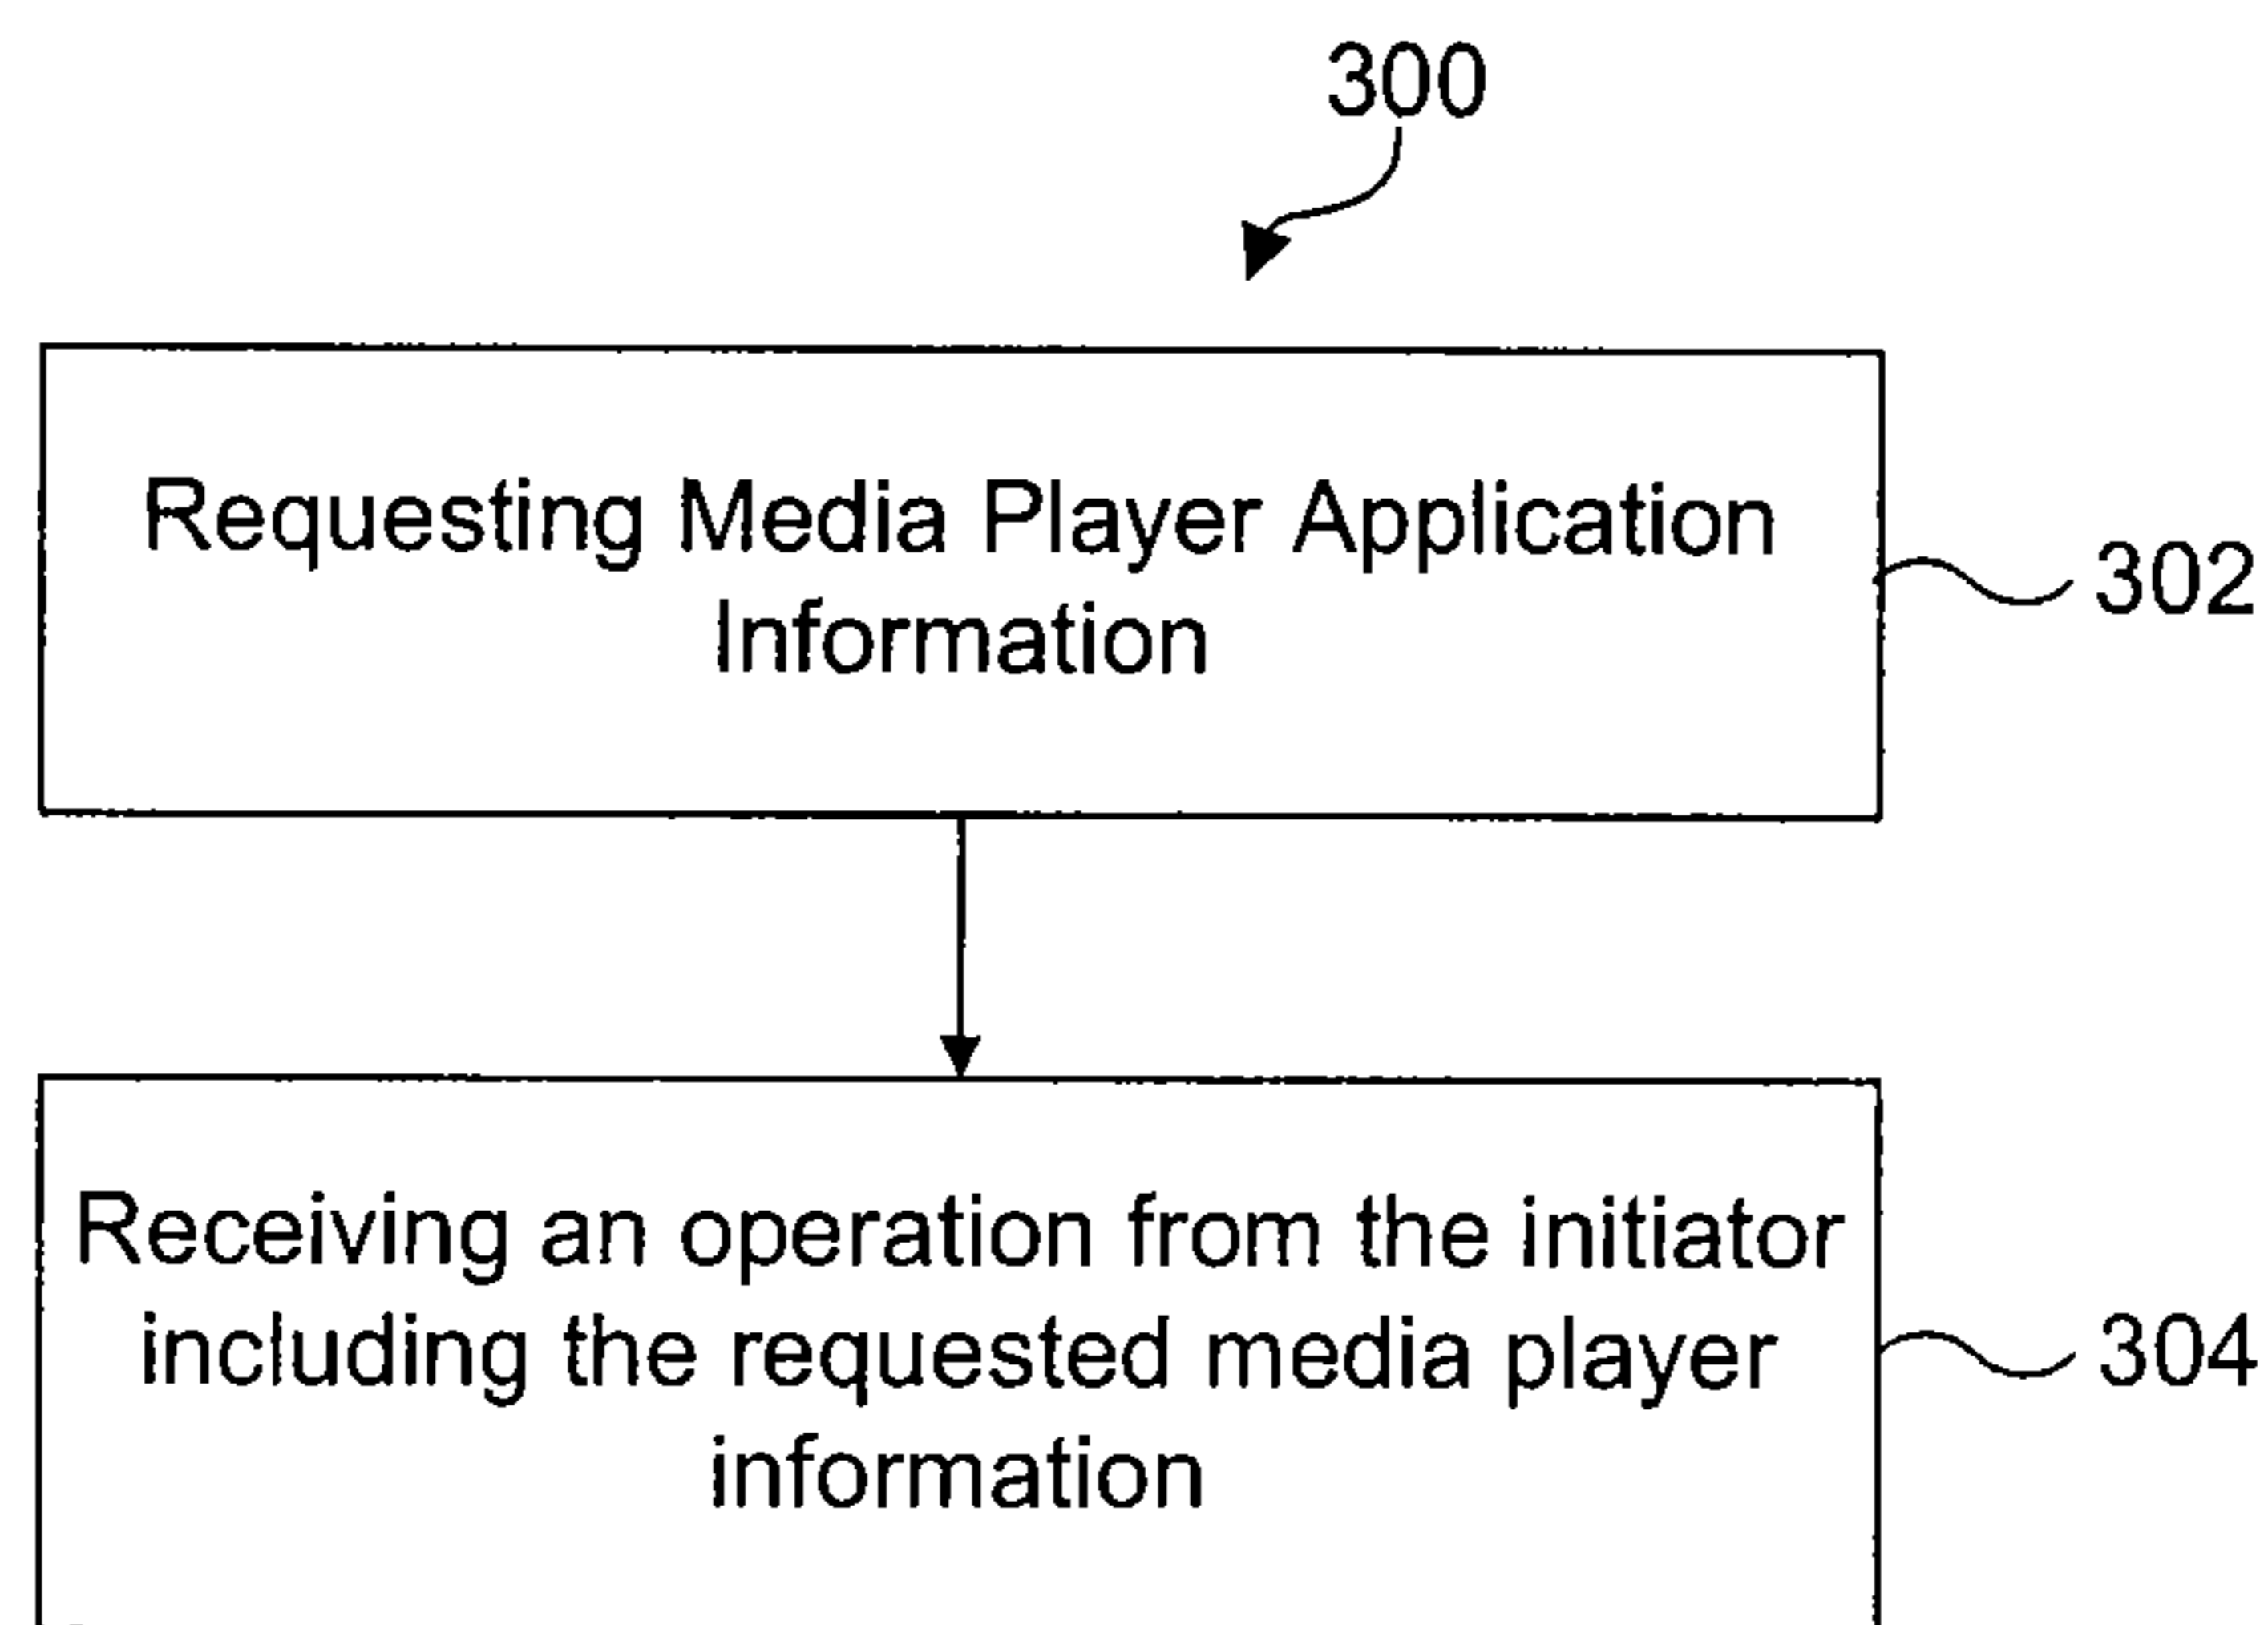 300
Requesting Media Player Application
Information
302
Receiving an operation from the initiator
including the requested media player
information
304